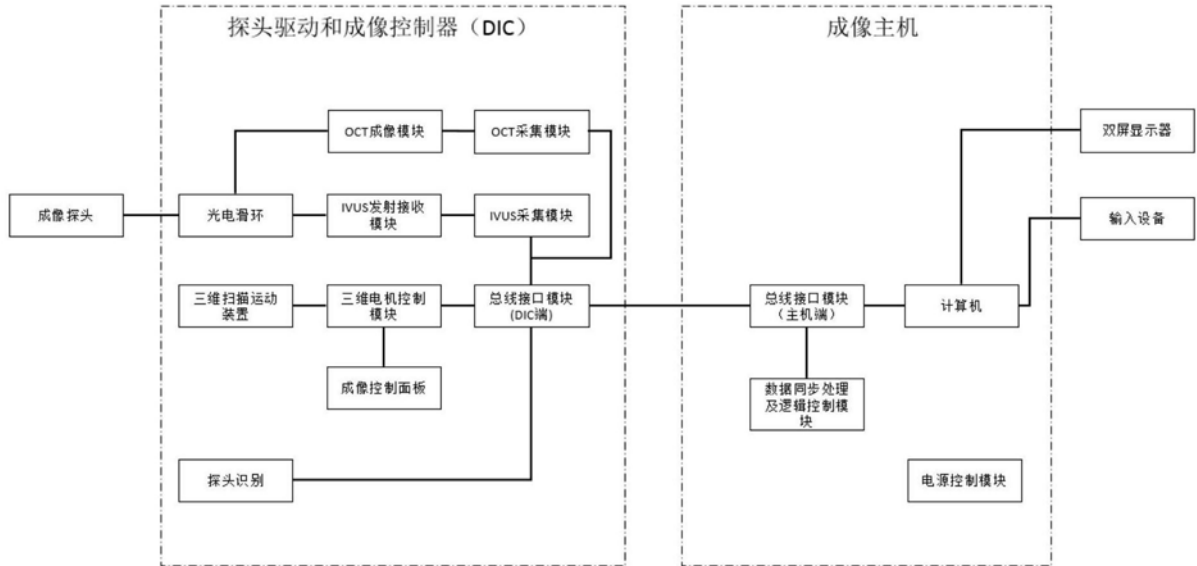 探头驱动和成像控制器（DIC）
成像主机
OCT成像模块
OCT采集模块
双屏显示器
成像探头
光电滑环
IVUS发射接收
模块
IVUS采集模块
输入设备
三维扫描运动
装置
三维电机控制
模块
总线接口模块
(DIC端)
总线接口模块
（主机端）
计算机
成像控制面板
数据同步处理
及逻辑控制模
块
探头识别
电源控制模块